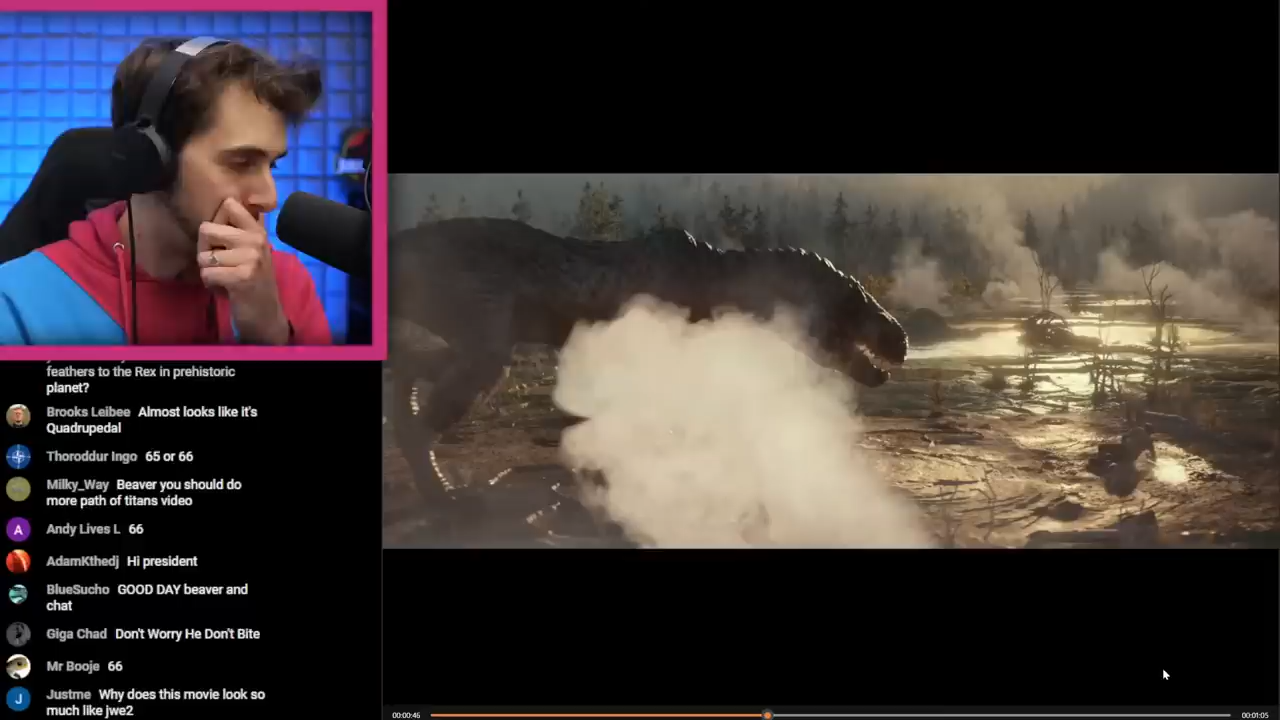 feathers to the Rex in prehistoric
planet?
Brooks Leibee Almost looks like it's
Quadrupedal
Thoroddur Ingo 65 or 66
Milky_Way Beaver you should do
more path of titans video
Andy Lives L 66
A
AdamKthedj Hi president
BlueSucho GOOD DAY beaver and
chat
Giga Chad Don't Worry He Don't Bite
Mr Booje 66
Justme Why does this movie look so
J
much like jwe2
00:00:45
00:01:05